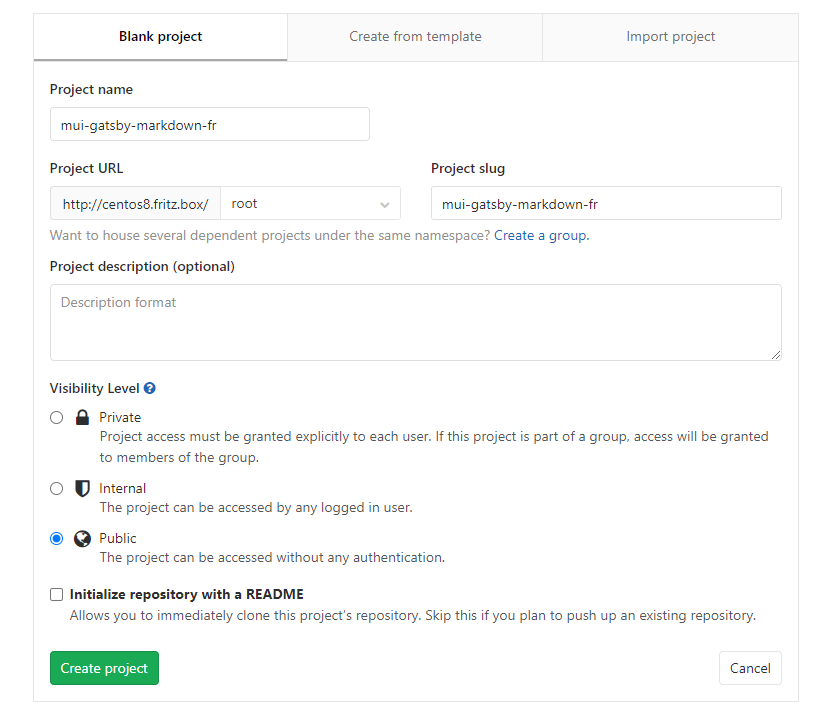 Blank project
Create from template
Import project
Project name
mui-gatsby-markdown-fr
Project URL
Project slug
http://centos8.fritz.box/
root
mui-gatsby-markdown-fr
Want to house several dependent projects under the same namespace? Create a group.
Project description (optional)
Description format
Visibility Level
Private
Project access must be granted explicitly to each user. If this project is part of a group, access will be granted
to members of the group.
Internal
The project can be accessed by any logged in user.
Public
The project can be accessed without any authentication.
Initialize repository with a README
Allows you to immediately clone this project’s repository. Skip this if you plan to push up an existing repository.
Create project
Cancel